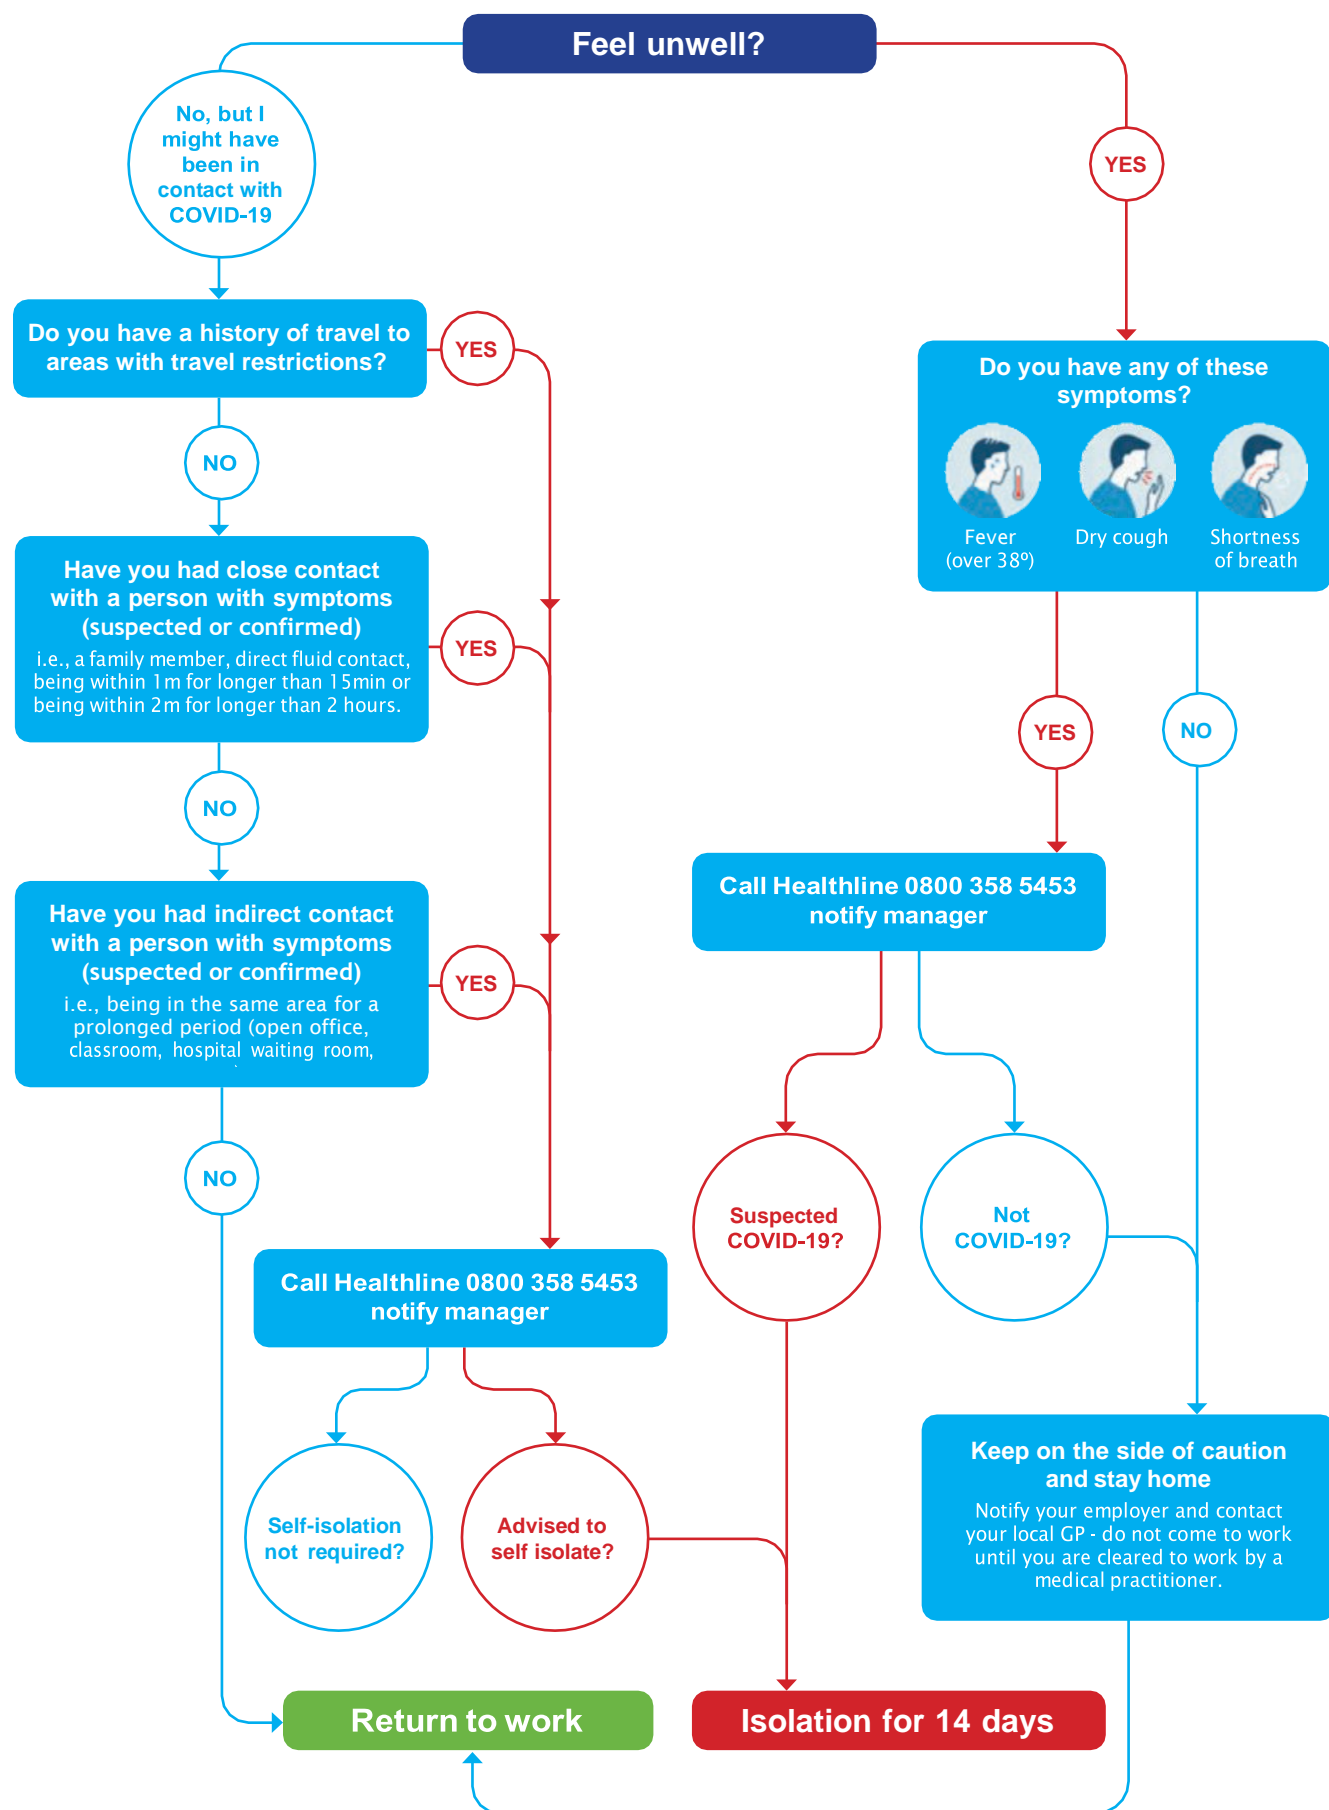 Feel unwell?
No, but I
might have
been in
contact with
COVID-19
YES
Do you have a history of travel to
areas with travel restrictions?
YES
NO
Have you had close contact
with a person with symptoms
(suspected or confirmed)
i.e., a family member, direct fluid contact,
being within 1m for longer than 15min or
being within 2m for longer than 2 hours.
YES
NO
Have you had indirect contact
with a person with symptoms
(suspected or confirmed)
i.e., being in the same area for a
prolonged period (open office,
classroom, hospital waiting room,
YES
NO
Call Healthline 0800 358 5453
notify manager
Self-isolation
not required?
Advised to
self isolate?
Do you have any of these
symptoms?
Fever
(over 38º)
Dry cough
Shortness
of breath
YES
NO
Call Healthline 0800 358 5453
notify manager
Suspected
COVID-19?
Not
COVID-19?
Keep on the side of caution
and stay home
Notify your employer and contact
your local GP - do not come to work
until you are cleared to work by a
medical practitioner.
Return to work
Isolation for 14 days